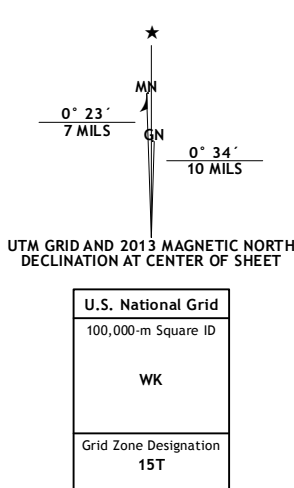 ★
MN
0° 23´
7 MILS
GN
0° 34´
10 MILS
UTM GRID AND 2013 MAGNETIC NORTH
DECLINATION AT CENTER OF SHEET
U.S. National Grid
100,000-m Square ID
WK
Grid Zone Designation
15T